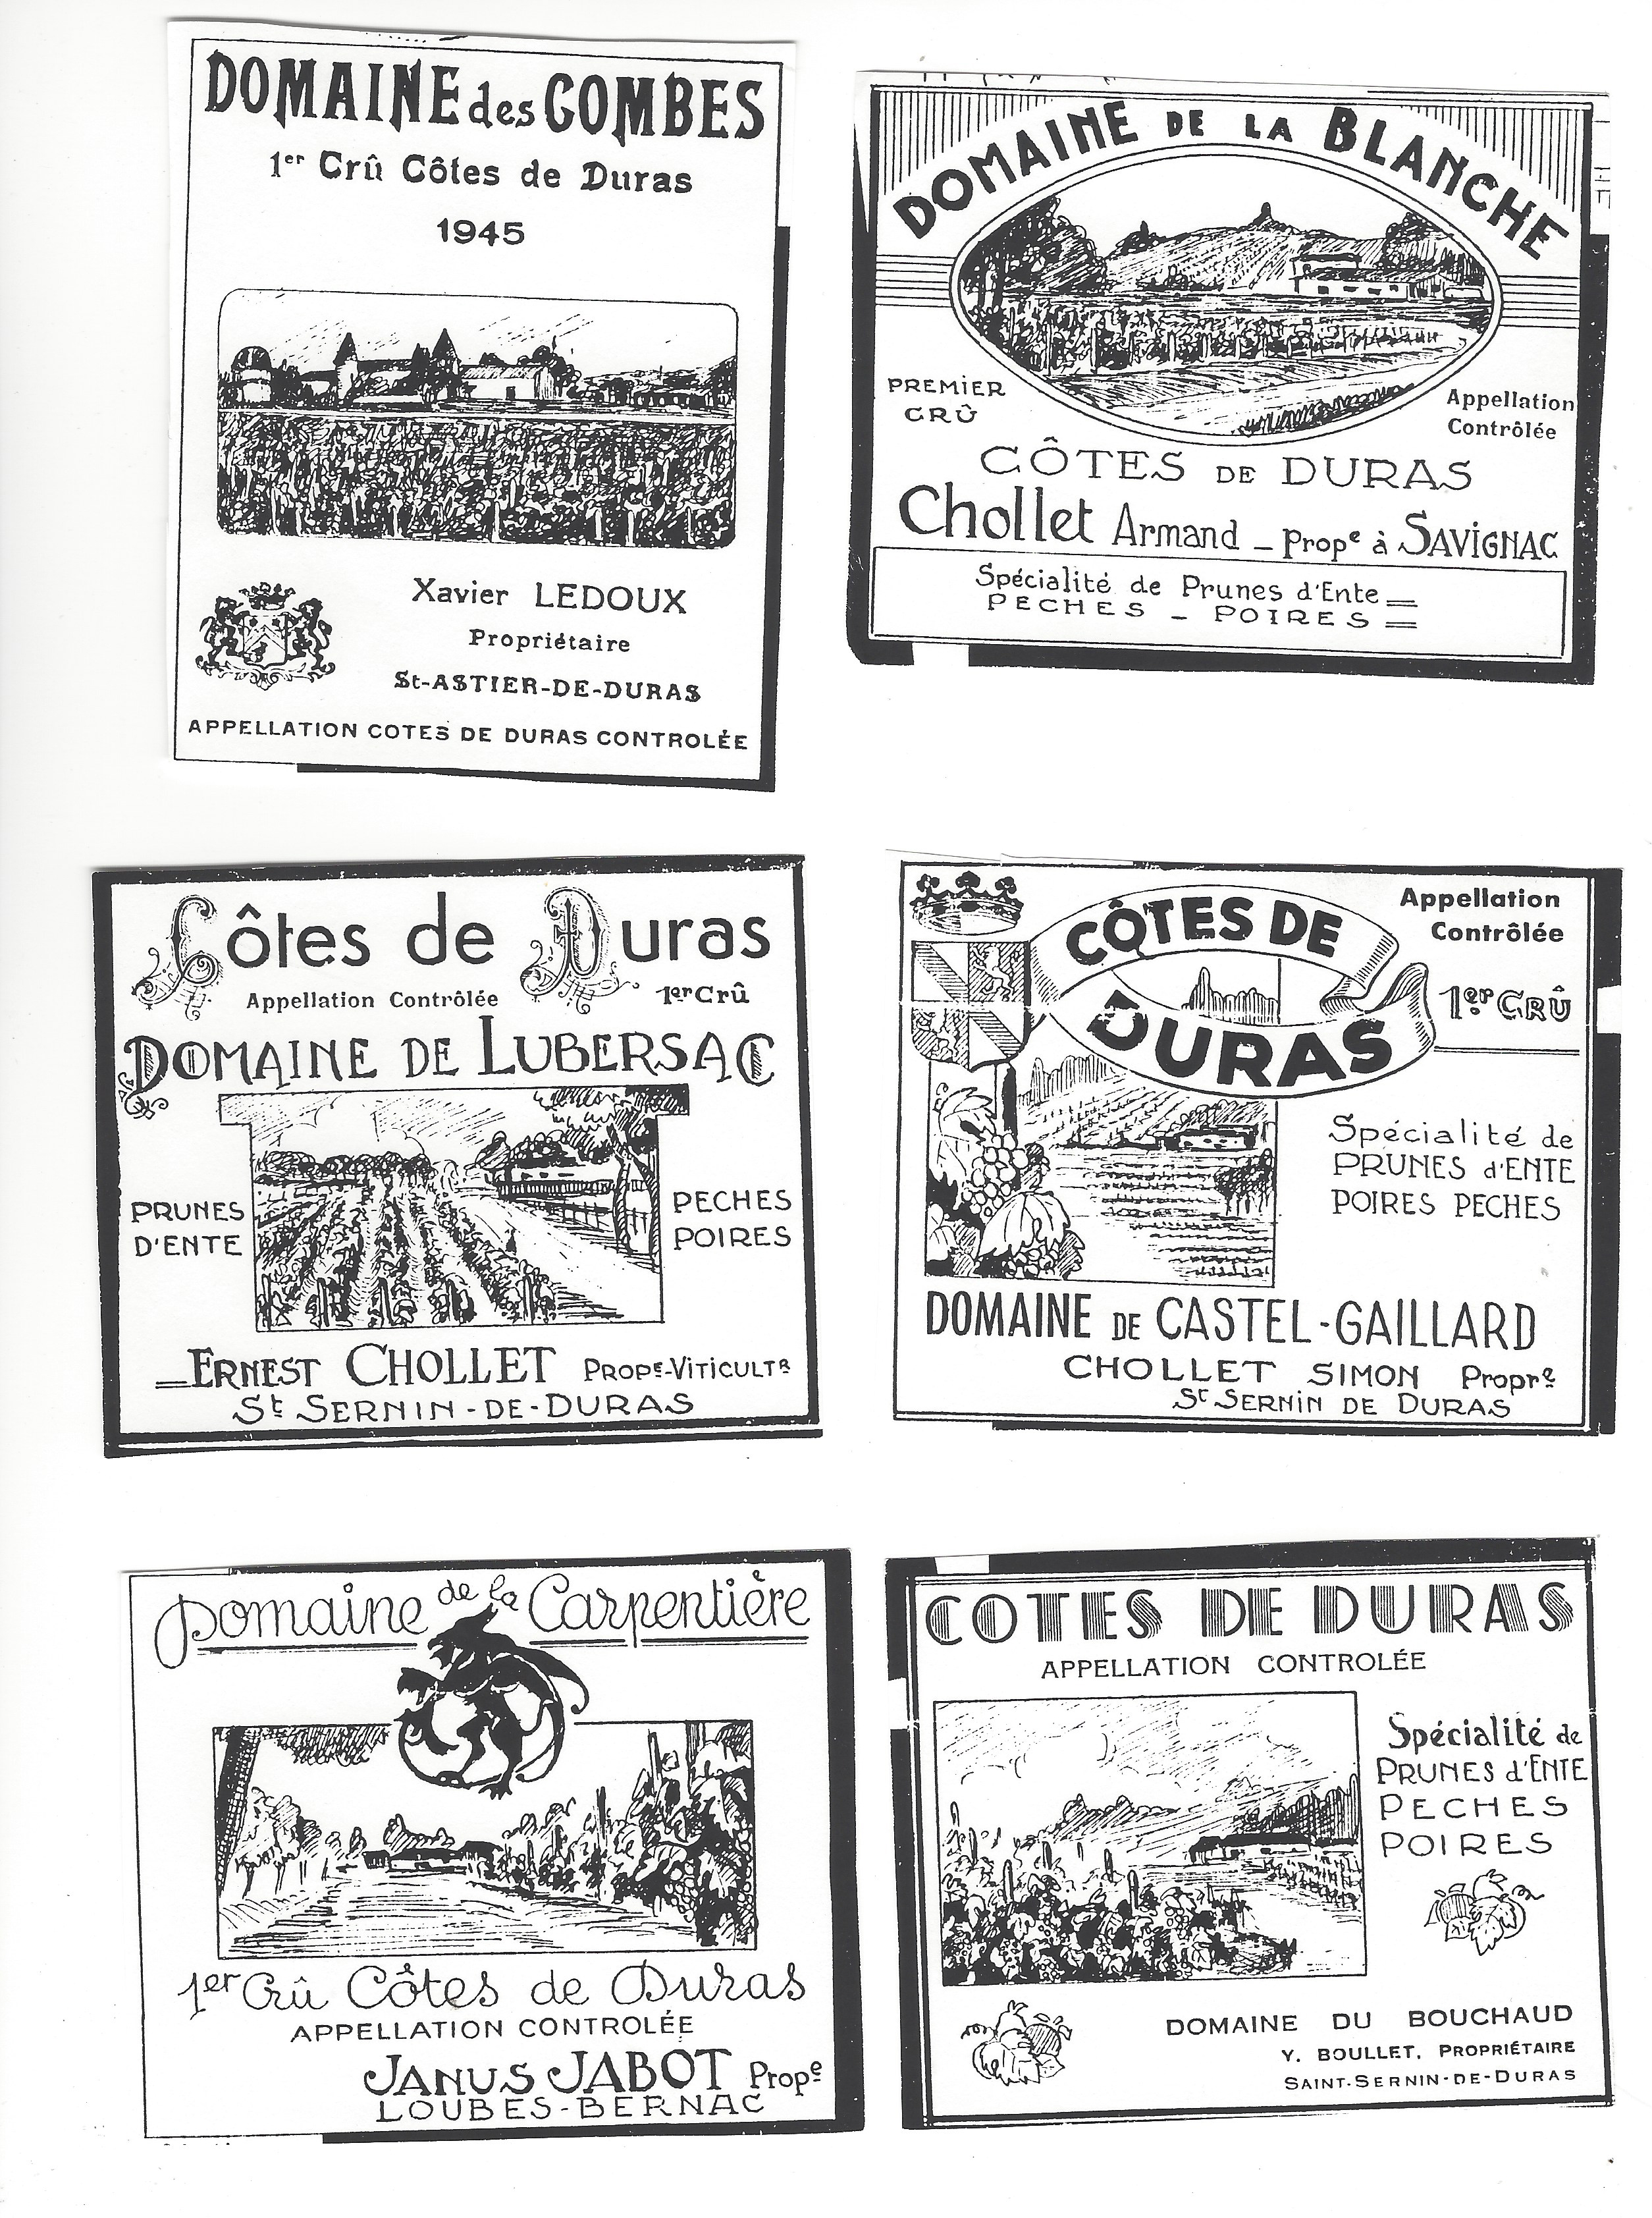 DOMAINE des COMBES
1er Crû Côtes de Duras
1945
Xavier LEDOUX
Propriétaire
St-ASTIER-DE-DURAS
APPELLATION COTES DE DURAS CONTROLÉE
DOMAINE DE LA BLANCHE
PREMIER
CRÛ
Appellation
Contrôlée
CÔTES DE DURAS
Chollet Armand - Prope à SAVIGNAC
Spécialité de Prunes d'Ente
PECHES - POIRES
Côtes de Duras
Appellation Contrôlée 1er Crû
DOMAINE DE LUBERSAC
PRUNES
D'ENTE
PECHES
POIRES
ERNEST CHOLLET PROPE-VITICULTR
St SERNIN-DE-DURAS
CÔTES DE
DURAS
Appellation
Contrôlée
1er CRÛ
Spécialité de
PRUNES d'ENTE
POIRES PECHES
DOMAINE DE CASTEL-GAILLARD
CHOLLET SIMON Propre
St SERNIN DE DURAS
Domaine de la Carpentière
1er Crû Côtes de Duras
APPELLATION CONTROLÉE
JANUS JABOT Prope
LOUBES-BERNAC
COTES DE DURAS
APPELLATION CONTROLÉE
Spécialité de
PRUNES d'ENTE
PECHES
POIRES
DOMAINE DU BOUCHAUD
Y. BOULLET, PROPRIÉTAIRE
SAINT-SERNIN-DE-DURAS